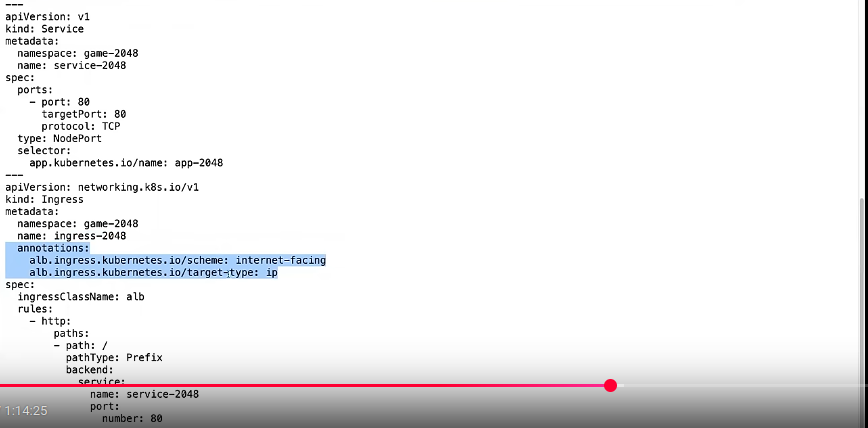 ---
apiVersion: v1
kind: Service
metadata:
  namespace: game-2048
  name: service-2048
spec:
  ports:
    - port: 80
      targetPort: 80
      protocol: TCP
  type: NodePort
  selector:
    app.kubernetes.io/name: app-2048
---
apiVersion: networking.k8s.io/v1
kind: Ingress
metadata:
  namespace: game-2048
  name: ingress-2048
  annotations:
    alb.ingress.kubernetes.io/scheme: internet-facing
    alb.ingress.kubernetes.io/target-type: ip
spec:
  ingressClassName: alb
  rules:
    - http:
        paths:
        - path: /
          pathType: Prefix
          backend:
            service:
              name: service-2048
1:14:25
              port:
                number: 80